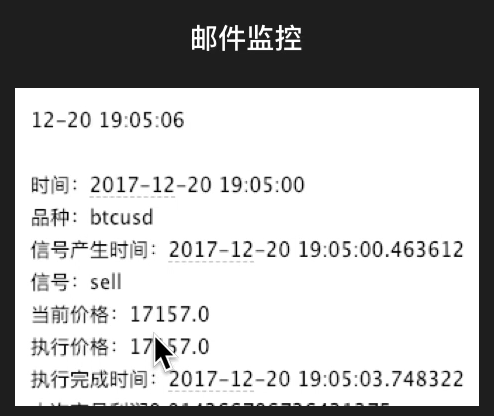 邮件监控
12-20 19:05:06
时间：2017-12-20 19:05:00
品种：btcusd
信号产生时间：2017-12-20 19:05:00.463612
信号：sell
当前价格：17157.0
执行价格：17157.0
执行完成时间：2017-12-20 19:05:03.748322